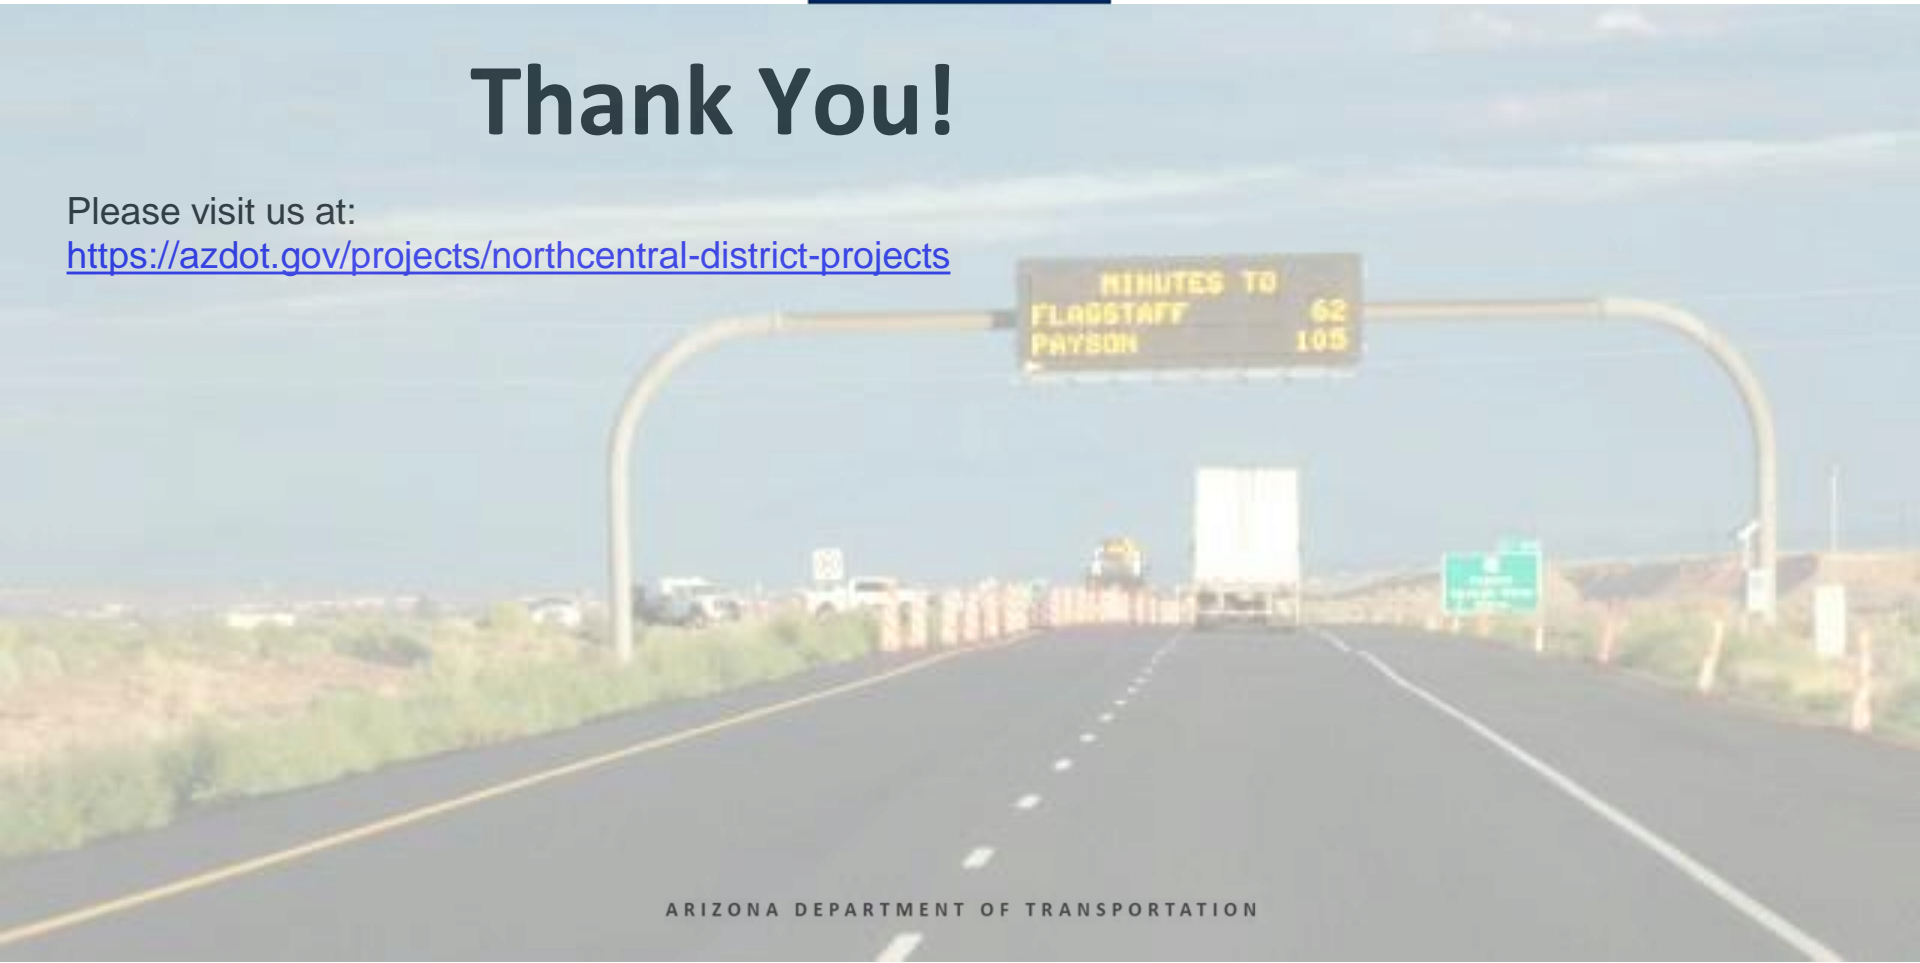 Thank You!
Please visit us at:
https://azdot.gov/projects/northcentral-district-projects
MINUTES TO
FLAGSTAFF 62
PAYSON 105
ARIZONA DEPARTMENT OF TRANSPORTATION